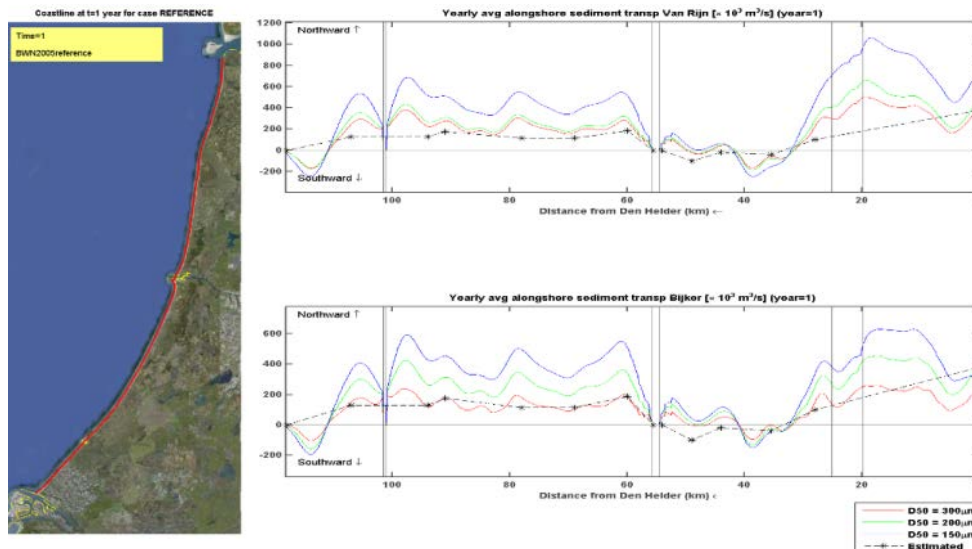 Coastline at t=1 year for case REFERENCE
Time=1
BWN2005reference
Yearly avg alongshore sediment transp Van Rijn [× 10³ m³/s] (year=1)
1200
1000
800
600
400
200
0
-200
Northward ↑
Southward ↓
100
80
60
40
20
Distance from Den Helder (km) ←
Yearly avg alongshore sediment transp Bijker [× 10³ m³/s] (year=1)
600
400
200
0
-200
Northward ↑
Southward ↓
100
80
60
40
20
Distance from Den Helder (km) ←
D50 = 300μm
D50 = 200μm
D50 = 150μm
Estimated